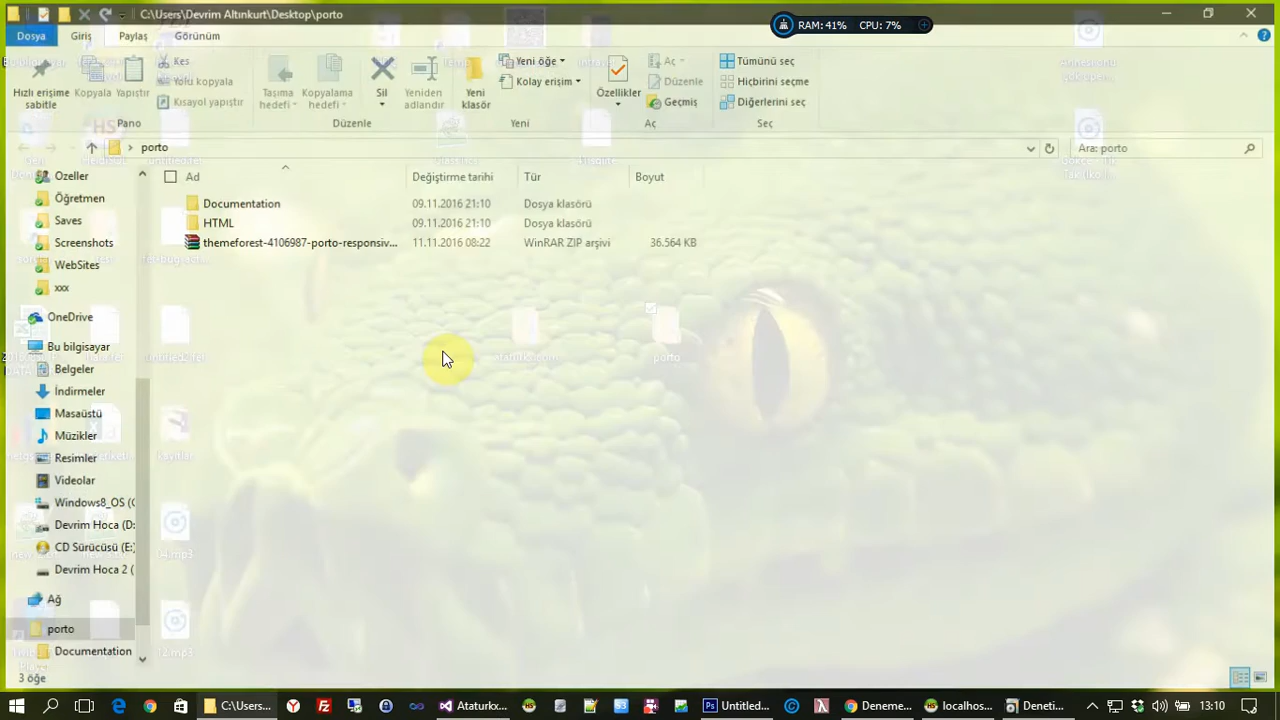 C:\Users\Devrim Altınkurt\Desktop\porto
RAM: 41% CPU: 7%
Dosya Giriş Paylaş Görünüm
Hızlı erişime sabitle
Kopyala
Yapıştır
Kes
Yolu kopyala
Kısayol yapıştır
Taşıma hedefi
Kopyalama hedefi
Sil
Yeniden adlandır
Yeni klasör
Yeni öğe
Kolay erişim
Özellikler
Aç
Düzenle
Geçmiş
Tümünü seç
Hiçbirini seçme
Diğerlerini seç
Pano Düzenle Yeni Aç Seç
porto
Ara: porto
Ad Değiştirme tarihi Tür Boyut
Documentation 09.11.2016 21:10 Dosya klasörü
HTML 09.11.2016 21:10 Dosya klasörü
themeforest-4106987-porto-responsiv... 11.11.2016 08:22 WinRAR ZIP arşivi 36.564 KB
Ozeller
Öğretmen
Saves
Screenshots
WebSites
xxx
OneDrive
Bu bilgisayar
Belgeler
İndirmeler
Masaüstü
Müzikler
Resimler
Videolar
Windows8_OS (C
Devrim Hoca (D:
CD Sürücüsü (E:)
Devrim Hoca 2 (
Ağ
porto
Documentation
3 öğe
porto
12.mp3
C:\Users...
Ataturkx...
Untitled...
Deneme...
localhos...
Deneti...
13:10